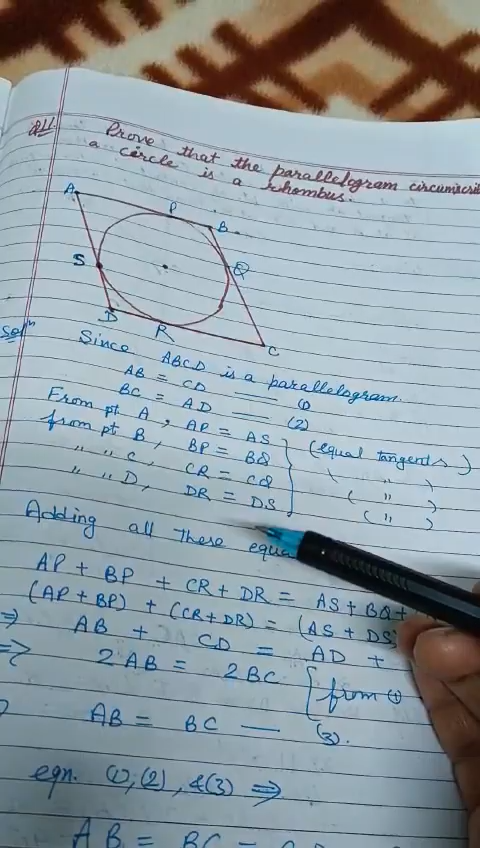 Q11. Prove that the parallelogram circumscri
a circle is a rhombus.
A
P
B
S
Q
D
R
C
Solⁿ
Since ABCD is a parallelogram.
AB = CD —— (1)
BC = AD —— (2)
From pt A, AP = AS } (equal tangents)
from pt B, BP = BQ ( " )
" " C, CR = CQ ( " )
" " D, DR = DS ( " )
Adding all these equa
AP + BP + CR + DR = AS + BQ +
(AP + BP) + (CR + DR) = (AS + DS)
⇒ AB + CD = AD +
⇒ 2AB = 2BC { from (1)
AB = BC — (3).
eqn. (1), (2), & (3) ⇒
AB = BC =